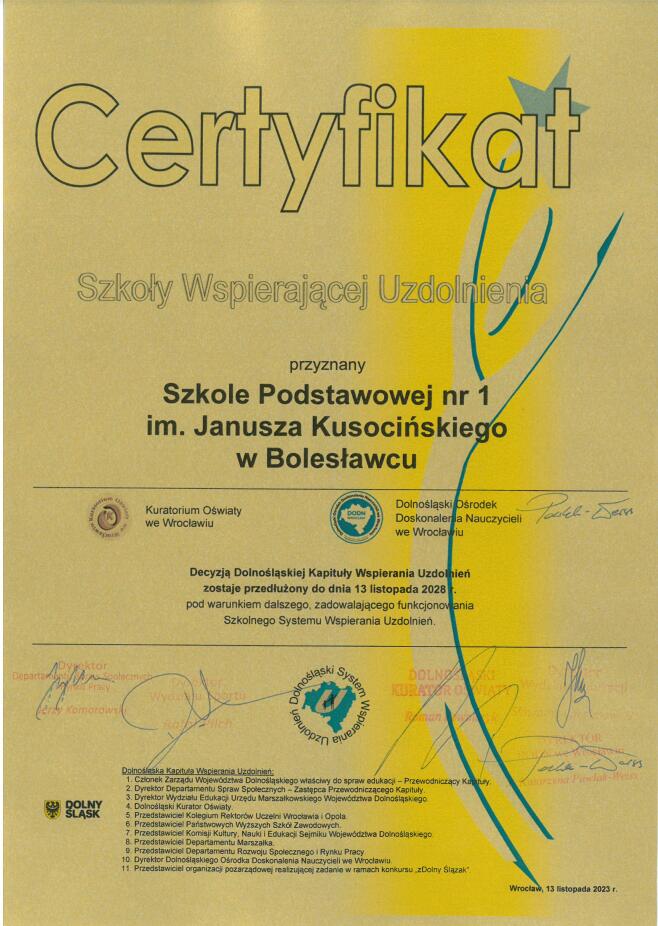 Certyfikat
Szkoły Wspierającej Uzdolnienia
przyznany
Szkole Podstawowej nr 1
im. Janusza Kusocińskiego
w Bolesławcu
Kuratorium Oświaty
we Wrocławiu
DODN
Dolnośląski Ośrodek
Doskonalenia Nauczycieli
we Wrocławiu
Decyzją Dolnośląskiej Kapituły Wspierania Uzdolnień
zostaje przedłużony do dnia 13 listopada 2028 r.
pod warunkiem dalszego, zadowalającego funkcjonowania
Szkolnego Systemu Wspierania Uzdolnień.
Dyrektor
Jerzy Komorowski
Dolnośląski System Wspierania Uzdolnień
DOLNOŚLĄSKI
KURATOR OŚWIATY
Dolnośląska Kapituła Wspierania Uzdolnień:
1. Członek Zarządu Województwa Dolnośląskiego właściwy do spraw edukacji – Przewodniczący Kapituły.
2. Dyrektor Departamentu Spraw Społecznych – Zastępca Przewodniczącego Kapituły.
3. Dyrektor Wydziału Edukacji Urzędu Marszałkowskiego Województwa Dolnośląskiego.
4. Dolnośląski Kurator Oświaty.
5. Przedstawiciel Kolegium Rektorów Uczelni Wrocławia i Opola.
6. Przedstawiciel Państwowych Wyższych Szkół Zawodowych.
7. Przedstawiciel Komisji Kultury, Nauki i Edukacji Sejmiku Województwa Dolnośląskiego.
8. Przedstawiciel Departamentu Marszałka.
9. Przedstawiciel Departamentu Rozwoju Społecznego i Rynku Pracy.
10. Dyrektor Dolnośląskiego Ośrodka Doskonalenia Nauczycieli we Wrocławiu.
11. Przedstawiciel organizacji pozarządowej realizującej zadanie w ramach konkursu „zDolny Ślązak".
DOLNY
ŚLĄSK
Wrocław, 13 listopada 2023 r.